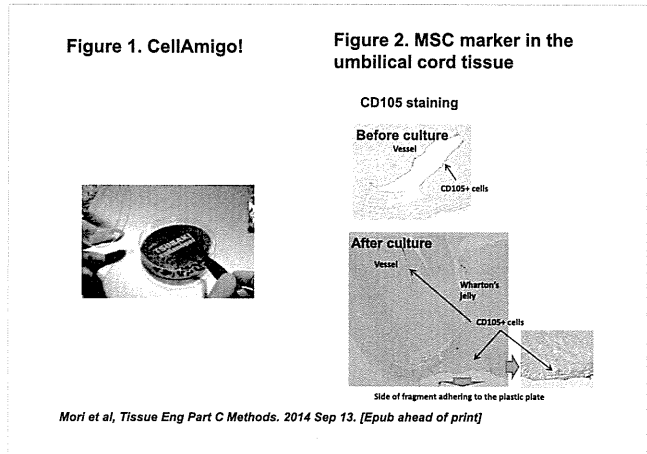 Figure 1. CellAmigo!
Figure 2. MSC marker in the
umbilical cord tissue
CD105 staining
Before culture
Vessel
CD105+ cells
TSUBAKI
After culture
Vessel
Wharton's
jelly
CD105+ cells
Side of fragment adhering to the plastic plate
Mori et al, Tissue Eng Part C Methods. 2014 Sep 13. [Epub ahead of print]